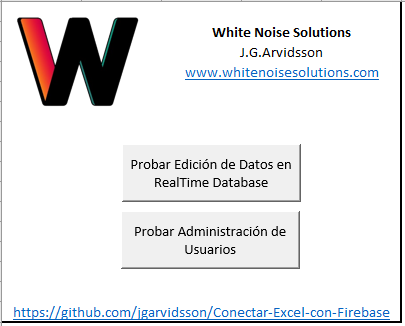 W
White Noise Solutions
J.G.Arvidsson
www.whitenoisesolutions.com
Probar Edición de Datos en
RealTime Database
Probar Administración de
Usuarios
https://github.com/jgarvidsson/Conectar-Excel-con-Firebase